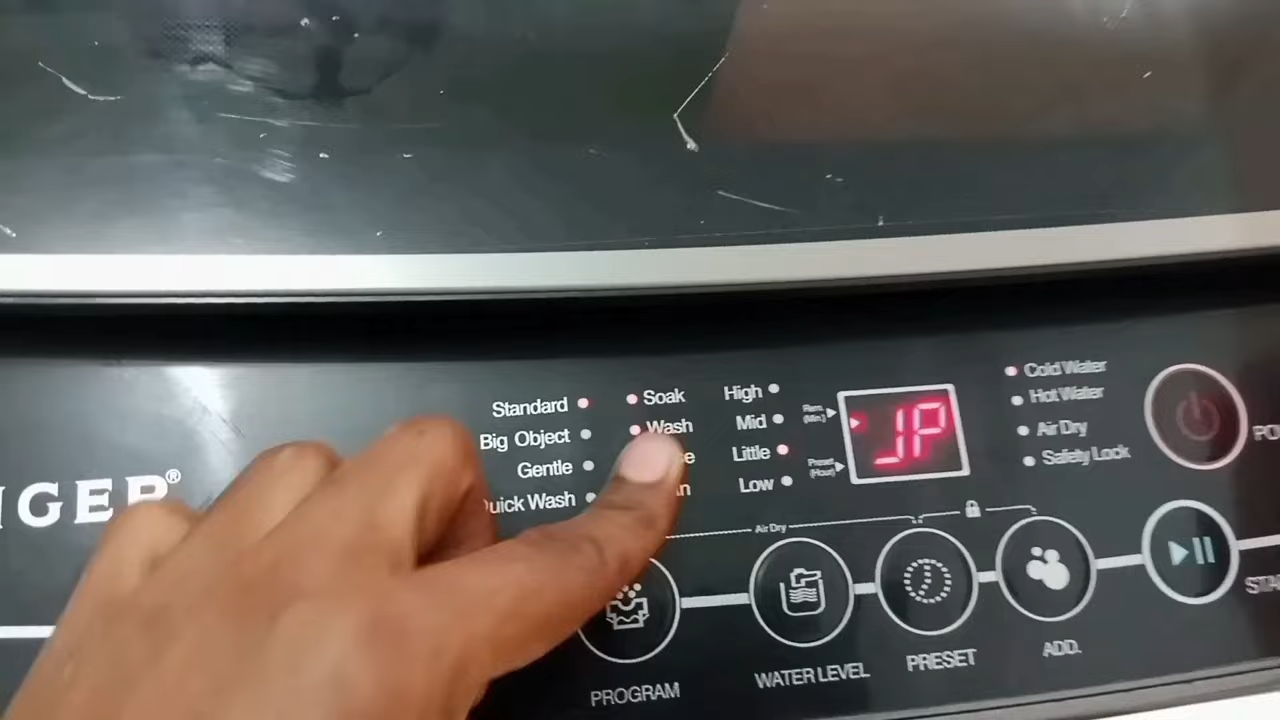 Standard
Big Object
Gentle
Quick Wash
Soak
Wash
High
Mid
Little
Low
Rem.
(Min.)
Preset
(Hour)
JP
Cold Water
Hot Water
Air Dry
Safety Lock
Air Dry
PROGRAM
WATER LEVEL
PRESET
ADD.